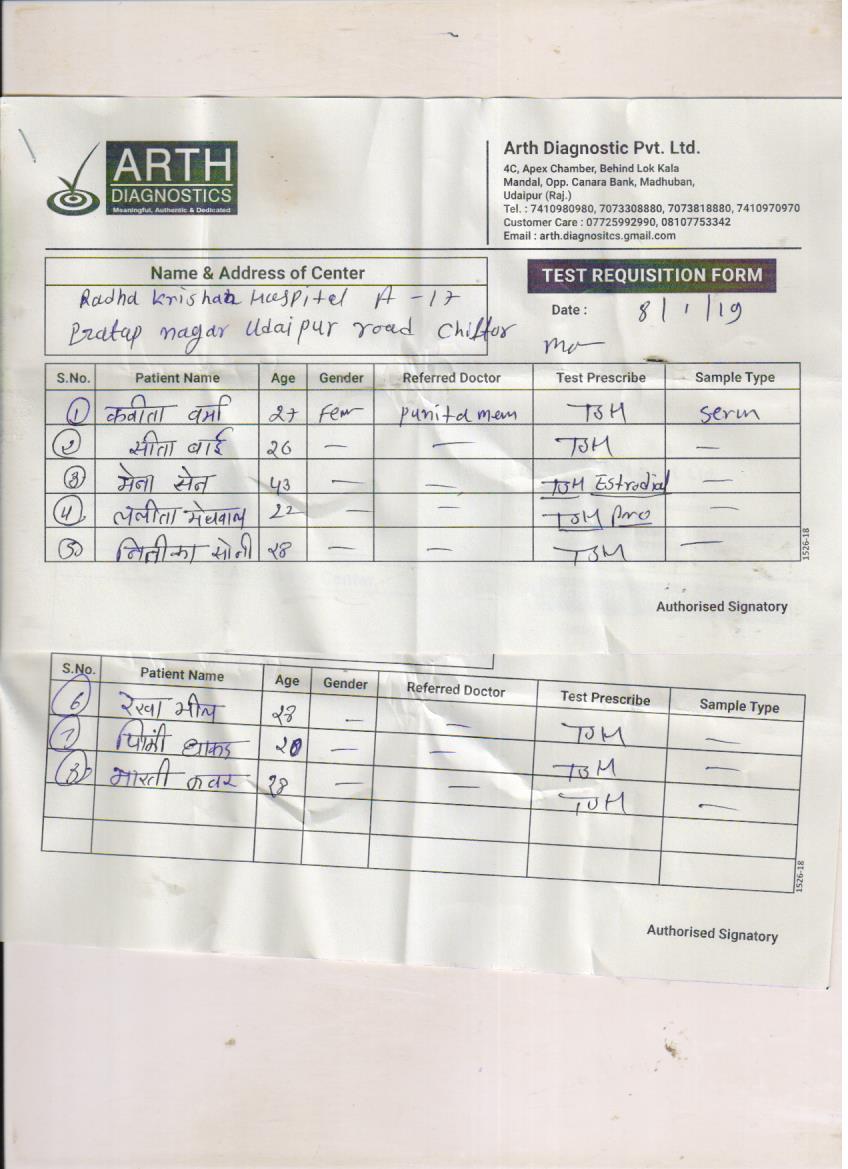 ARTH
DIAGNOSTICS
Meaningful, Authentic & Dedicated
Arth Diagnostic Pvt. Ltd.
4C, Apex Chamber, Behind Lok Kala
Mandal, Opp. Canara Bank, Madhuban,
Udaipur (Raj.)
Tel. : 7410980980, 7073308880, 7073818880, 7410970970
Customer Care : 07725992990, 08107753342
Email : arth.diagnositcs.gmail.com
Name & Address of Center
Radha Krishan Hospitel A - 17
Pratap nagar Udaipur road Chittor
TEST REQUISITION FORM
Date : 8/1/19
S.No. Patient Name Age Gender Referred Doctor Test Prescribe Sample Type
1 कवीता वर्मा 27 Fem punita mem TSH Serum
2 सीता बाई 26 — — TSH —
3 मेना सेन 43 — — TSH Estrodial —
4 ललीता मेघवाल 22 — — TSH Pro —
5 नितीका सोनी 28 — — TSH —
1526-18
Authorised Signatory
S.No. Patient Name Age Gender Referred Doctor Test Prescribe Sample Type
6 रेखा भील 28 — — TSH —
7 धाकड 20 — — TSH —
8 भारती कवर 28 — — TSH —
1526-18
Authorised Signatory